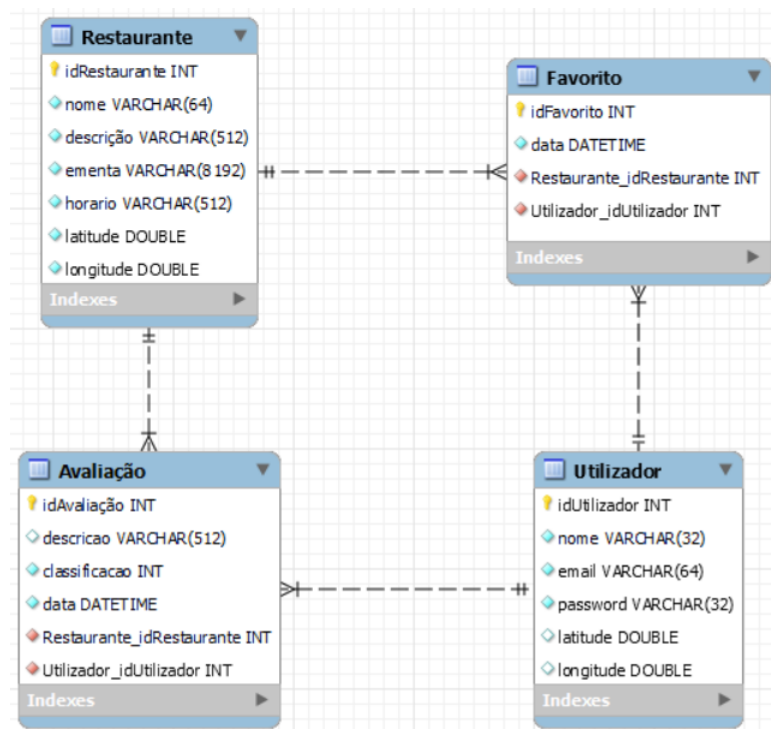 Restaurante
idRestaurante INT
nome VARCHAR(64)
descrição VARCHAR(512)
ementa VARCHAR(8192)
horario VARCHAR(512)
latitude DOUBLE
longitude DOUBLE
Indexes
Favorito
idFavorito INT
data DATETIME
Restaurante_idRestaurante INT
Utilizador_idUtilizador INT
Indexes
Avaliação
idAvaliação INT
descricao VARCHAR(512)
classificacao INT
data DATETIME
Restaurante_idRestaurante INT
Utilizador_idUtilizador INT
Indexes
Utilizador
idUtilizador INT
nome VARCHAR(32)
email VARCHAR(64)
password VARCHAR(32)
latitude DOUBLE
longitude DOUBLE
Indexes